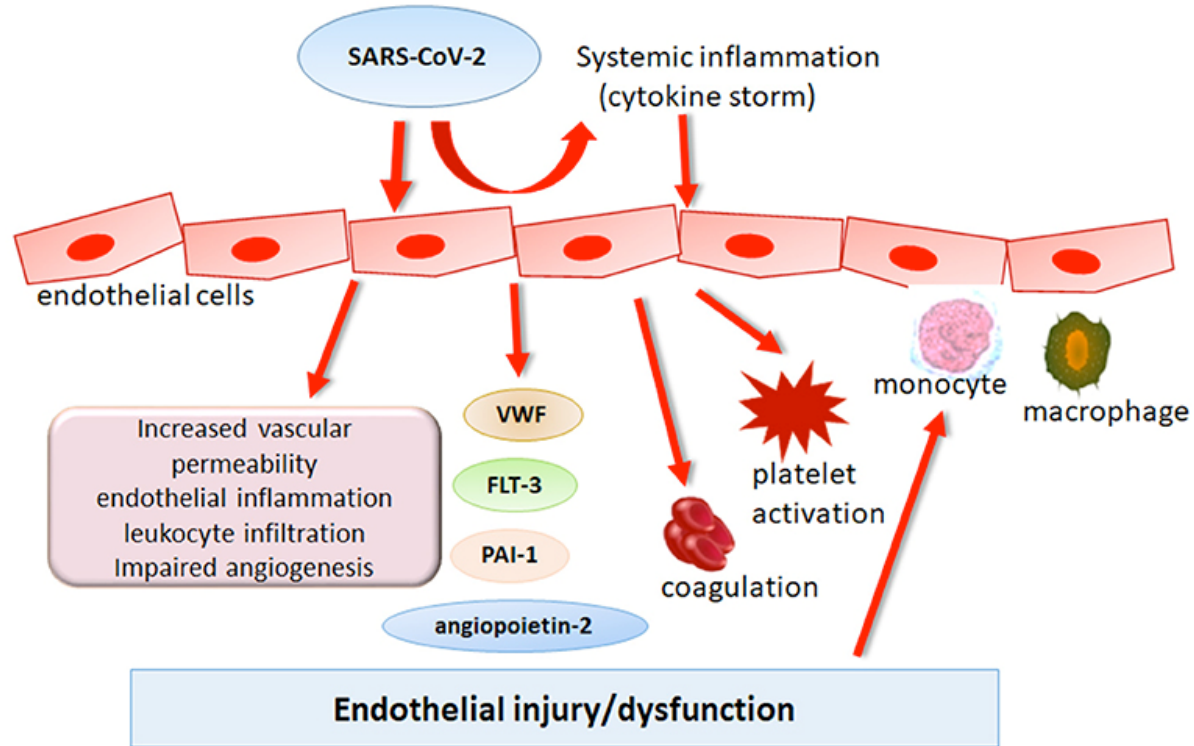 SARS-CoV-2
Systemic inflammation
(cytokine storm)
endothelial cells
Increased vascular
permeability
endothelial inflammation
leukocyte infiltration
Impaired angiogenesis
VWF
FLT-3
PAI-1
angiopoietin-2
coagulation
platelet
activation
monocyte
macrophage
Endothelial injury/dysfunction